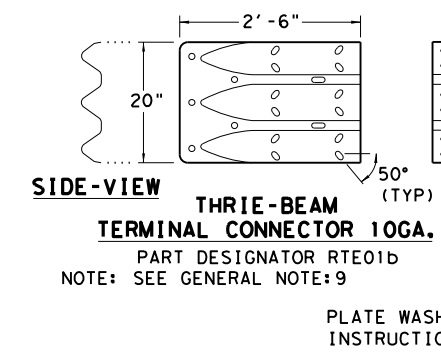 2'-6"
20"
50°
(TYP)
SIDE-VIEW
THRIE-BEAM
TERMINAL CONNECTOR 10GA.
PART DESIGNATOR RTE01b
NOTE: SEE GENERAL NOTE:9
PLATE